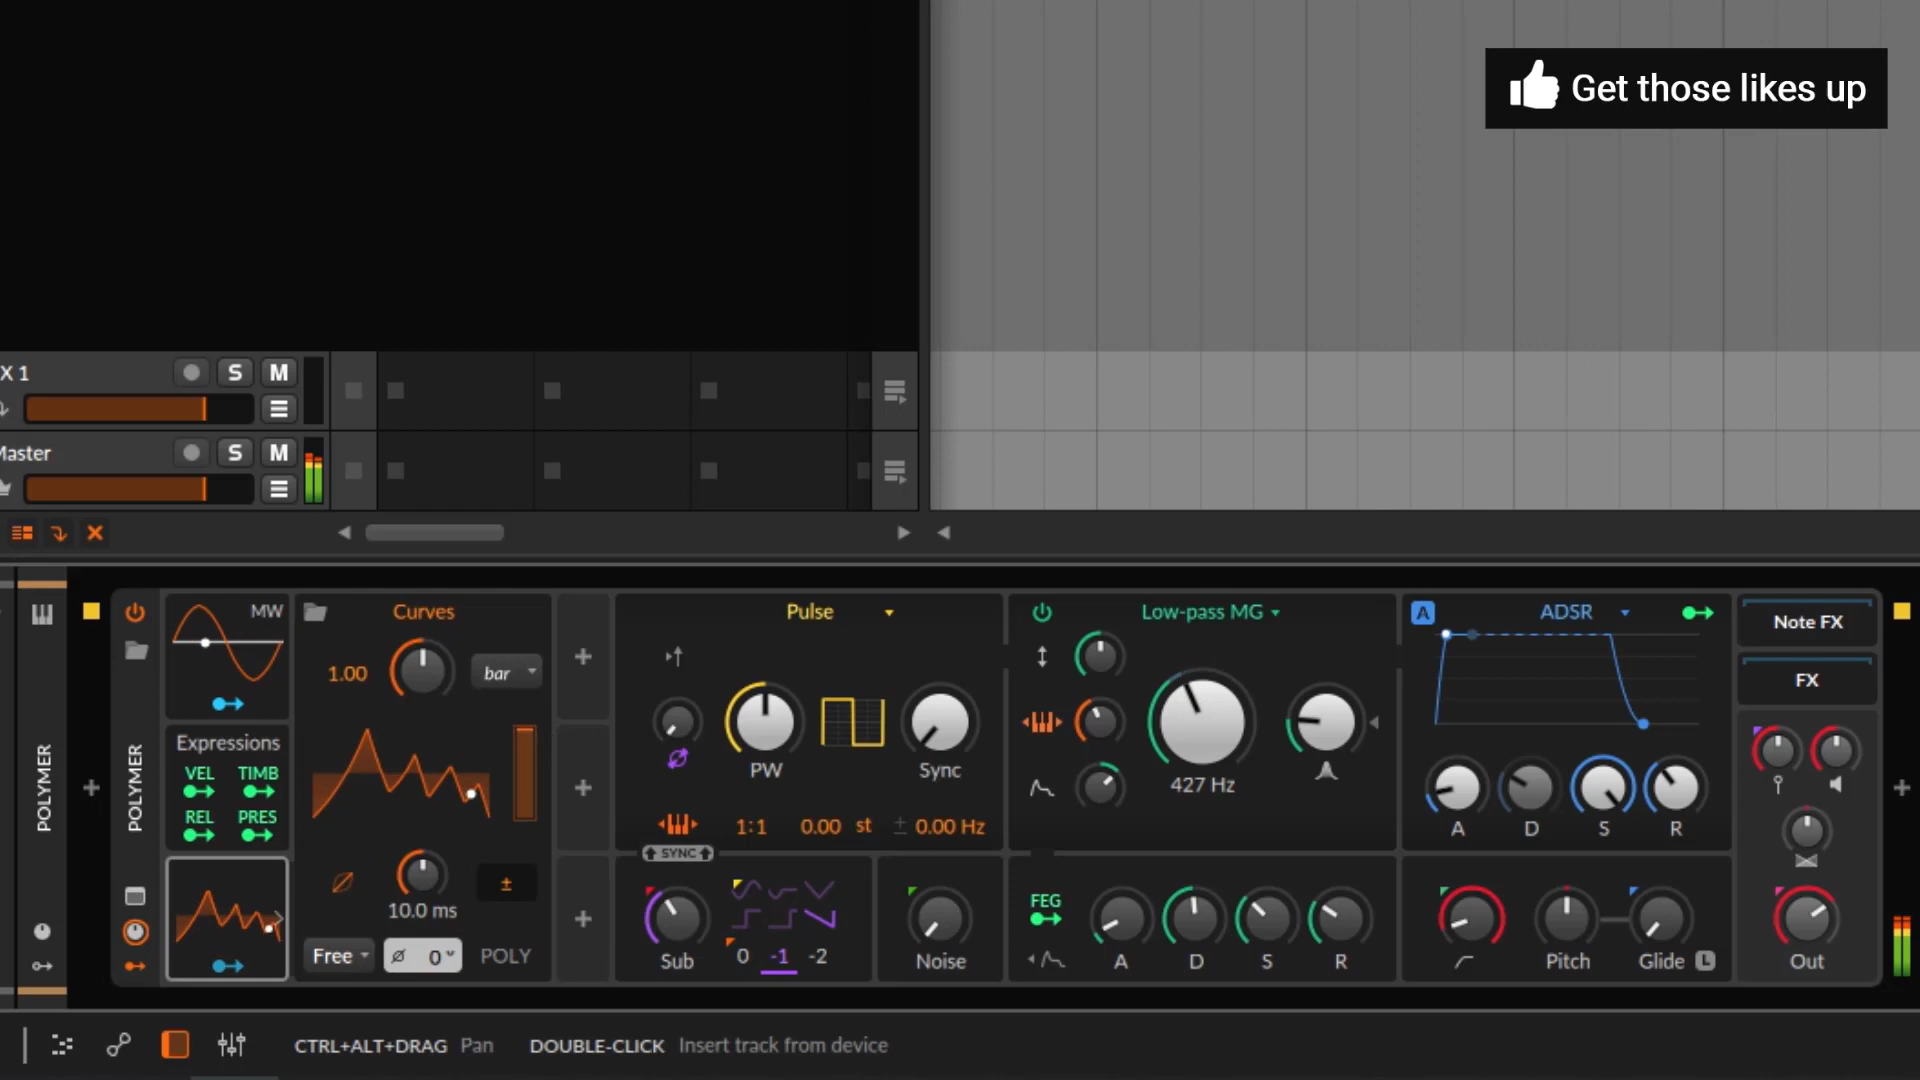 Get those likes up
X 1
S
M
Master
S
M
POLYMER
POLYMER
MW
Expressions
VEL TIMB
REL PRES
Curves
1.00
bar
10.0 ms
±
Free
ø 0°
POLY
Pulse
PW
Sync
1:1 0.00 st ± 0.00 Hz
SYNC
Sub
0 -1 -2
Noise
Low-pass MG
427 Hz
FEG
A D S R
A
ADSR
A D S R
Pitch
Glide L
Note FX
FX
Out
CTRL+ALT+DRAG Pan DOUBLE-CLICK Insert track from device